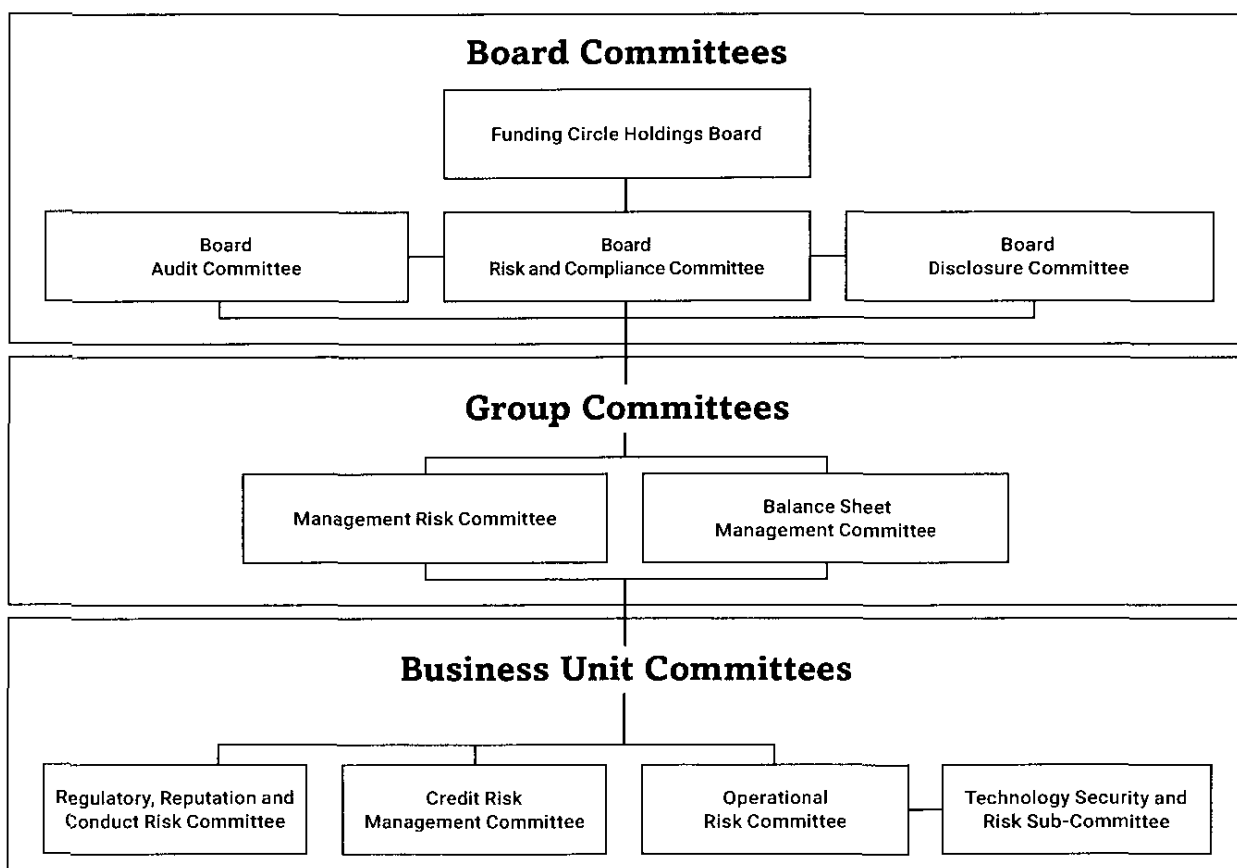 Board Committees
Funding Circle Holdings Board
Board
Audit Committee
Board
Risk and Compliance Committee
Board
Disclosure Committee
Group Committees
Management Risk Committee
Balance Sheet
Management Committee
Business Unit Committees
Regulatory, Reputation and
Conduct Risk Committee
Credit Risk
Management Committee
Operational
Risk Committee
Technology Security and
Risk Sub-Committee